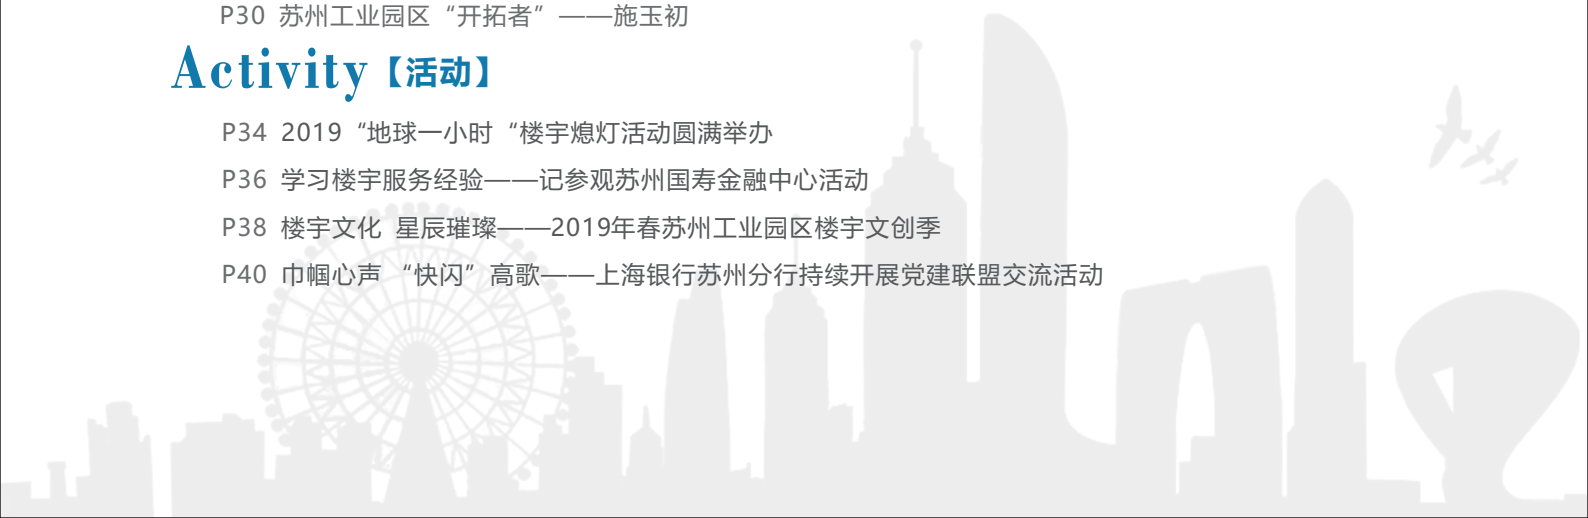 P30 苏州工业园区“开拓者”——施玉初
Activity【活动】
P34 2019“地球一小时“楼宇熄灯活动圆满举办
P36 学习楼宇服务经验——记参观苏州国寿金融中心活动
P38 楼宇文化 星辰璀璨——2019年春苏州工业园区楼宇文创季
P40 巾帼心声 “快闪”高歌——上海银行苏州分行持续开展党建联盟交流活动